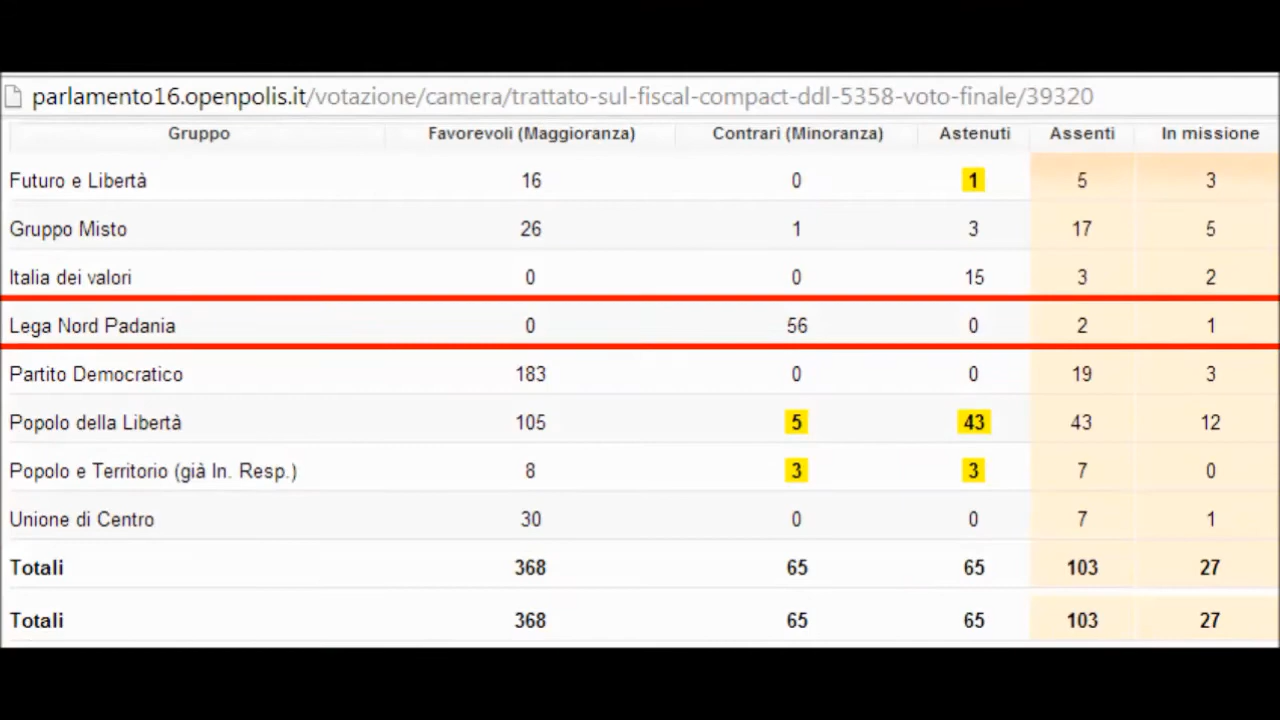 parlamento16.openpolis.it/votazione/camera/trattato-sul-fiscal-compact-ddl-5358-voto-finale/39320
Gruppo Favorevoli (Maggioranza) Contrari (Minoranza) Astenuti Assenti In missione
Futuro e Libertà 16 0 1 5 3
Gruppo Misto 26 1 3 17 5
Italia dei valori 0 0 15 3 2
Lega Nord Padania 0 56 0 2 1
Partito Democratico 183 0 0 19 3
Popolo della Libertà 105 5 43 43 12
Popolo e Territorio (già In. Resp.) 8 3 3 7 0
Unione di Centro 30 0 0 7 1
Totali 368 65 65 103 27
Totali 368 65 65 103 27